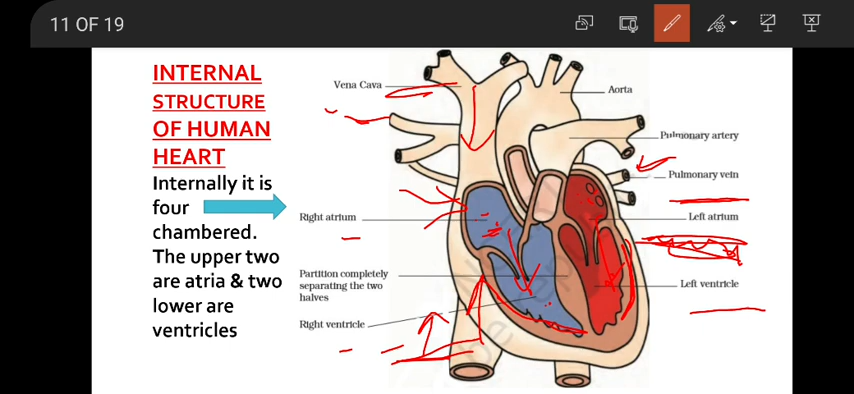 11 OF 19
INTERNAL
STRUCTURE
OF HUMAN
HEART
Internally it is
four
chambered.
The upper two
are atria & two
lower are
ventricles
Vena Cava
Aorta
Pulmonary artery
Pulmonary vein
Right atrium
Left atrium
Partition completely
separating the two
halves
Left ventricle
Right ventricle